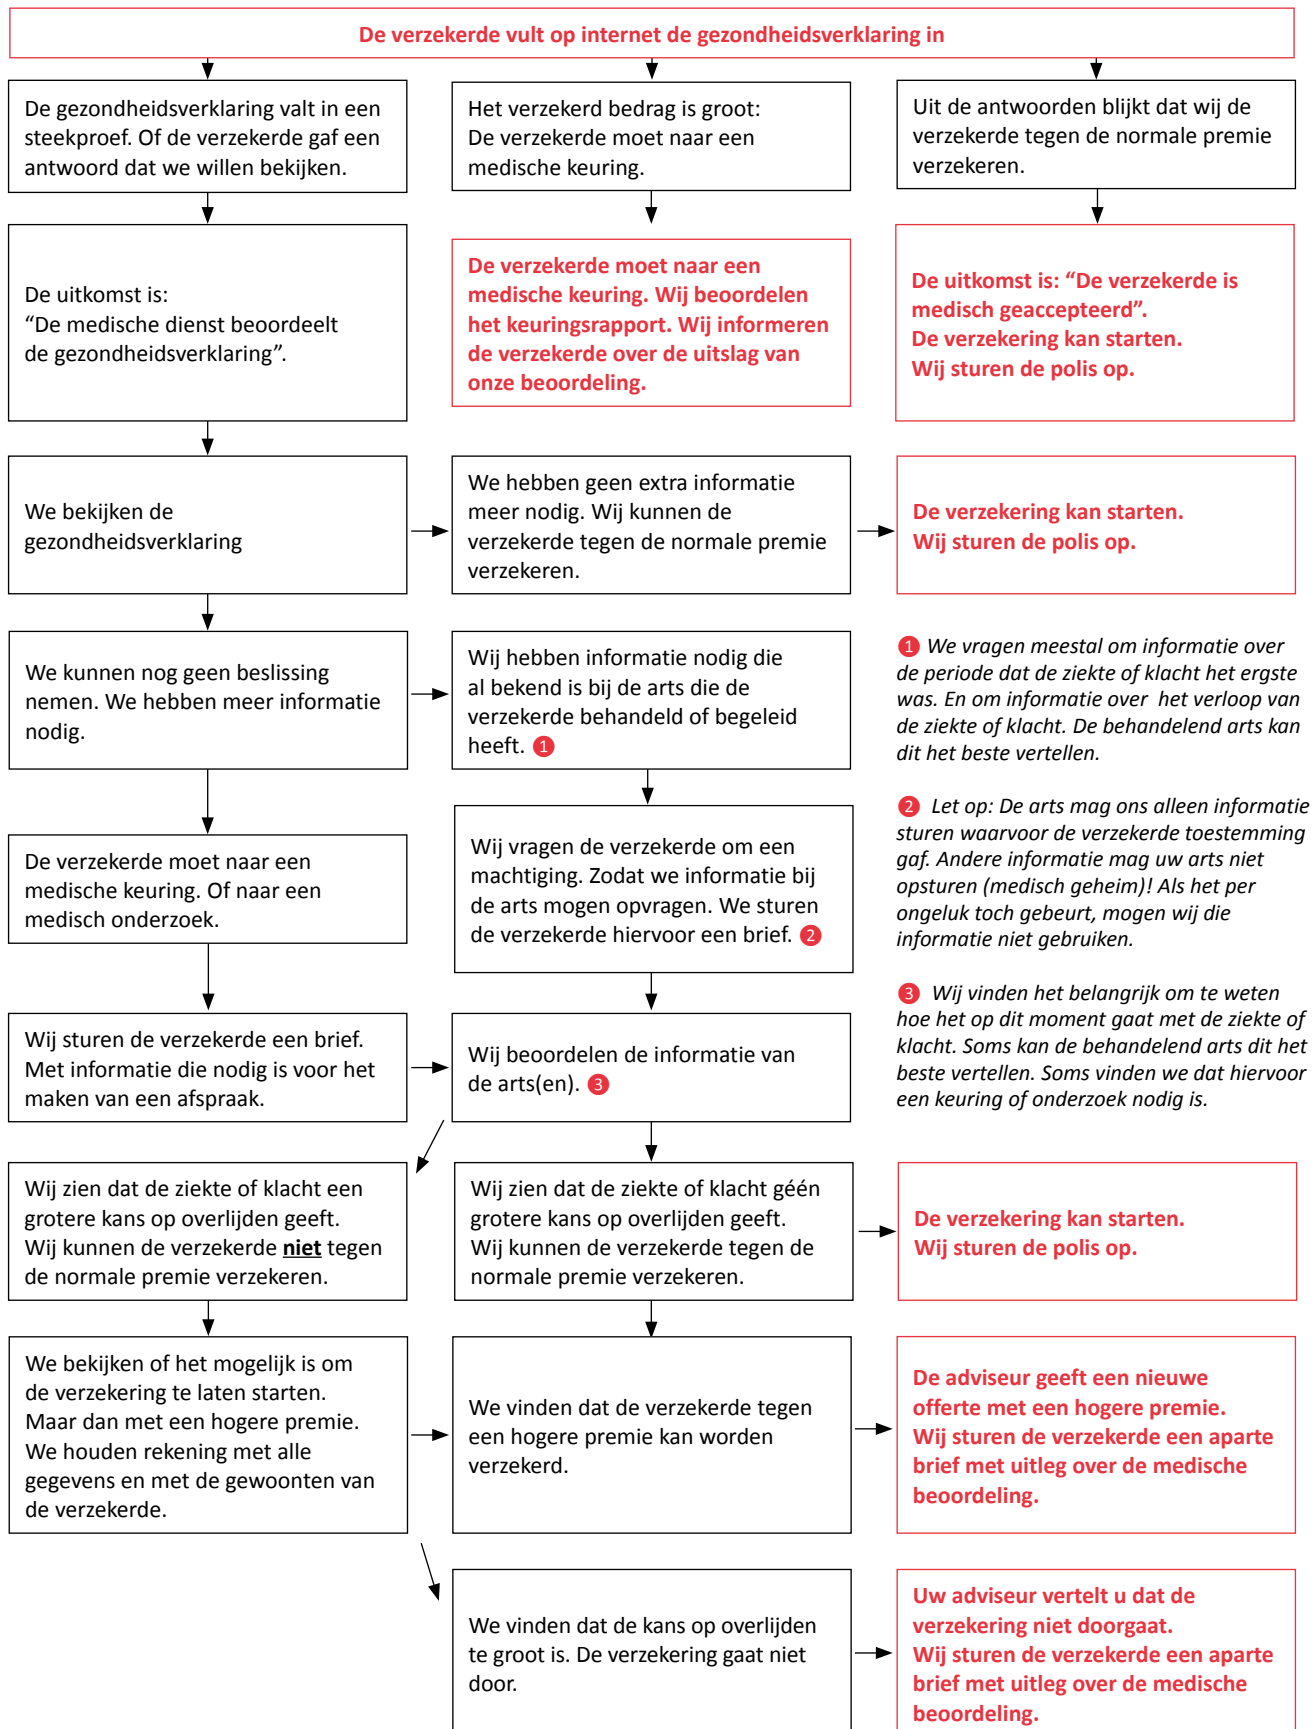 De verzekerde vult op internet de gezondheidsverklaring in
De gezondheidsverklaring valt in een
steekproef. Of de verzekerde gaf een
antwoord dat we willen bekijken.
Het verzekerd bedrag is groot:
De verzekerde moet naar een
medische keuring.
Uit de antwoorden blijkt dat wij de
verzekerde tegen de normale premie
verzekeren.
De uitkomst is:
“De medische dienst beoordeelt
de gezondheidsverklaring”.
De verzekerde moet naar een
medische keuring. Wij beoordelen
het keuringsrapport. Wij informeren
de verzekerde over de uitslag van
onze beoordeling.
De uitkomst is: “De verzekerde is
medisch geaccepteerd”.
De verzekering kan starten.
Wij sturen de polis op.
We bekijken de
gezondheidsverklaring
We hebben geen extra informatie
meer nodig. Wij kunnen de
verzekerde tegen de normale premie
verzekeren.
De verzekering kan starten.
Wij sturen de polis op.
We kunnen nog geen beslissing
nemen. We hebben meer informatie
nodig.
Wij hebben informatie nodig die
al bekend is bij de arts die de
verzekerde behandeld of begeleid
heeft. 1
1 We vragen meestal om informatie over
de periode dat de ziekte of klacht het ergste
was. En om informatie over het verloop van
de ziekte of klacht. De behandelend arts kan
dit het beste vertellen.
De verzekerde moet naar een
medische keuring. Of naar een
medisch onderzoek.
Wij vragen de verzekerde om een
machtiging. Zodat we informatie bij
de arts mogen opvragen. We sturen
de verzekerde hiervoor een brief. 2
2 Let op: De arts mag ons alleen informatie
sturen waarvoor de verzekerde toestemming
gaf. Andere informatie mag uw arts niet
opsturen (medisch geheim)! Als het per
ongeluk toch gebeurt, mogen wij die
informatie niet gebruiken.
Wij sturen de verzekerde een brief.
Met informatie die nodig is voor het
maken van een afspraak.
Wij beoordelen de informatie van
de arts(en). 3
3 Wij vinden het belangrijk om te weten
hoe het op dit moment gaat met de ziekte of
klacht. Soms kan de behandelend arts dit het
beste vertellen. Soms vinden we dat hiervoor
een keuring of onderzoek nodig is.
Wij zien dat de ziekte of klacht een
grotere kans op overlijden geeft.
Wij kunnen de verzekerde niet tegen
de normale premie verzekeren.
Wij zien dat de ziekte of klacht géén
grotere kans op overlijden geeft.
Wij kunnen de verzekerde tegen de
normale premie verzekeren.
De verzekering kan starten.
Wij sturen de polis op.
We bekijken of het mogelijk is om
de verzekering te laten starten.
Maar dan met een hogere premie.
We houden rekening met alle
gegevens en met de gewoonten van
de verzekerde.
We vinden dat de verzekerde tegen
een hogere premie kan worden
verzekerd.
De adviseur geeft een nieuwe
offerte met een hogere premie.
Wij sturen de verzekerde een aparte
brief met uitleg over de medische
beoordeling.
We vinden dat de kans op overlijden
te groot is. De verzekering gaat niet
door.
Uw adviseur vertelt u dat de
verzekering niet doorgaat.
Wij sturen de verzekerde een aparte
brief met uitleg over de medische
beoordeling.